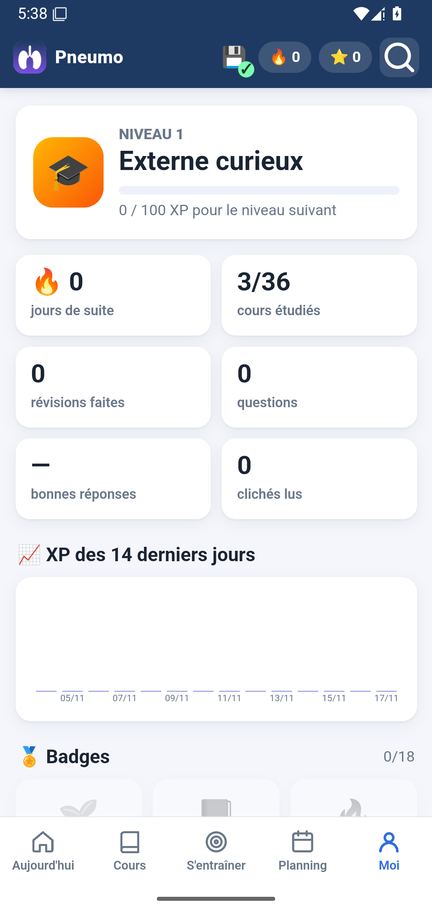 5:38
Pneumo
0
0
NIVEAU 1
Externe curieux
0 / 100 XP pour le niveau suivant
0
3/36
jours de suite
cours étudiés
0
0
révisions faites
questions
—
0
bonnes réponses
clichés lus
XP des 14 derniers jours
05/11 07/11 09/11 11/11 13/11 15/11 17/11
Badges
0/18
Aujourd'hui
Cours
S'entraîner
Planning
Moi